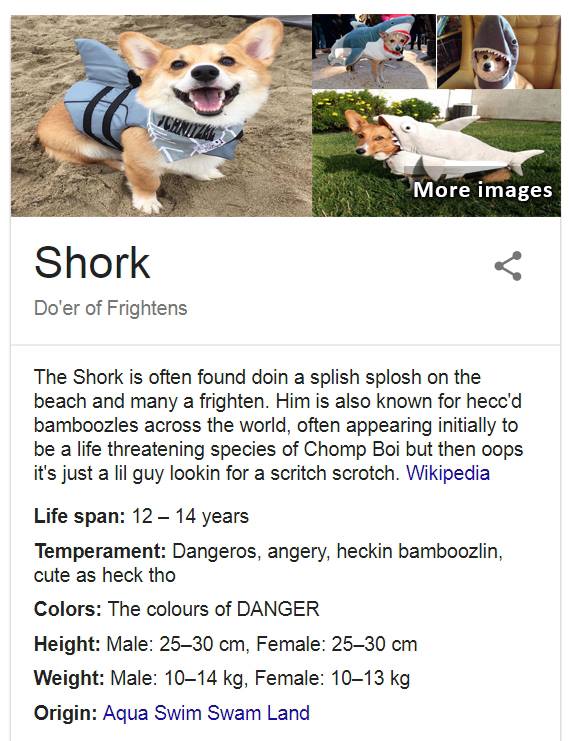 SCHNITZEL
More images
Shork
Do'er of Frightens
The Shork is often found doin a splish splosh on the
beach and many a frighten. Him is also known for hecc'd
bamboozles across the world, often appearing initially to
be a life threatening species of Chomp Boi but then oops
it's just a lil guy lookin for a scritch scrotch. Wikipedia
Life span: 12 – 14 years
Temperament: Dangeros, angery, heckin bamboozlin,
cute as heck tho
Colors: The colours of DANGER
Height: Male: 25–30 cm, Female: 25–30 cm
Weight: Male: 10–14 kg, Female: 10–13 kg
Origin: Aqua Swim Swam Land